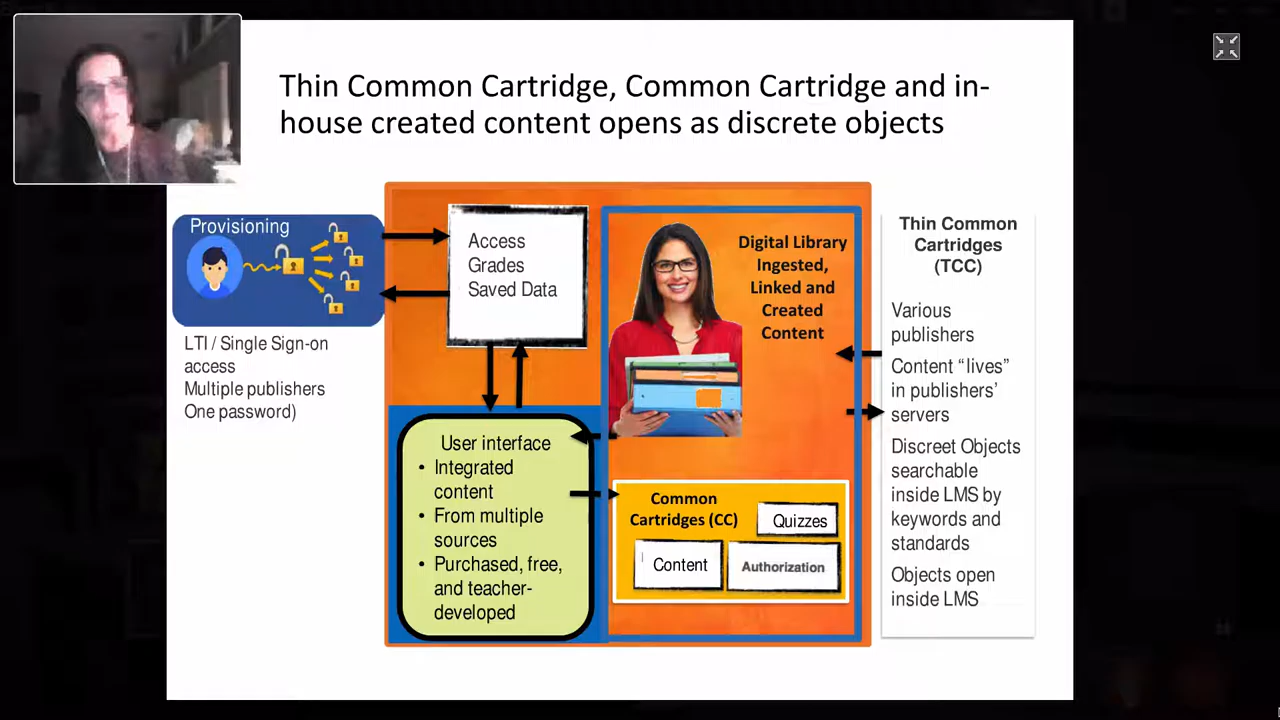 Thin Common Cartridge, Common Cartridge and in-
house created content opens as discrete objects
Provisioning
LTI / Single Sign-on
access
Multiple publishers
One password)
Access
Grades
Saved Data
User interface
• Integrated
content
• From multiple
sources
• Purchased, free,
and teacher-
developed
Digital Library
Ingested,
Linked and
Created
Content
Common
Cartridges (CC)
Quizzes
Content
Authorization
Thin Common
Cartridges
(TCC)
Various
publishers
Content “lives”
in publishers’
servers
Discreet Objects
searchable
inside LMS by
keywords and
standards
Objects open
inside LMS